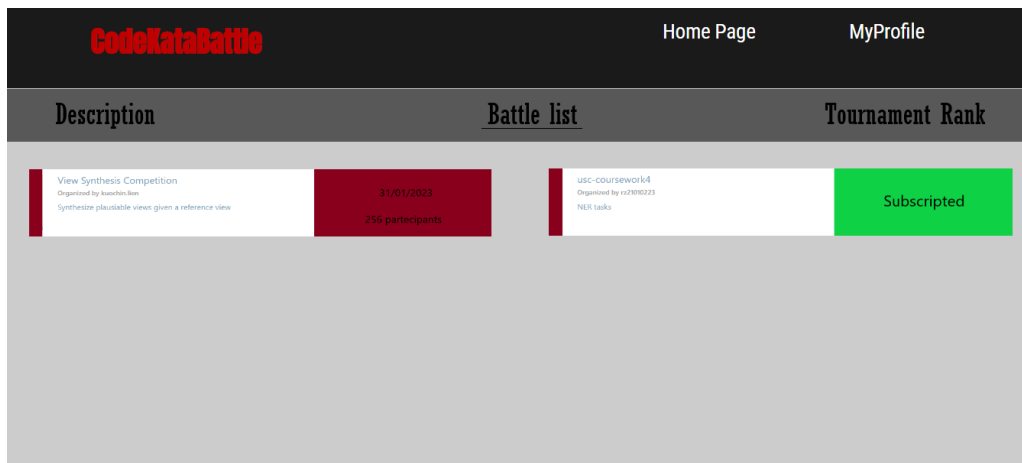 CodeKataBattle
Home Page
MyProfile
Description
Battle list
Tournament Rank
View Synthesis Competition
Organized by kuochin.lien
Synthesize plausiable views given a reference view
31/01/2023
256 partecipants
usc-coursework4
Organized by rz21010223
NER tasks
Subscripted